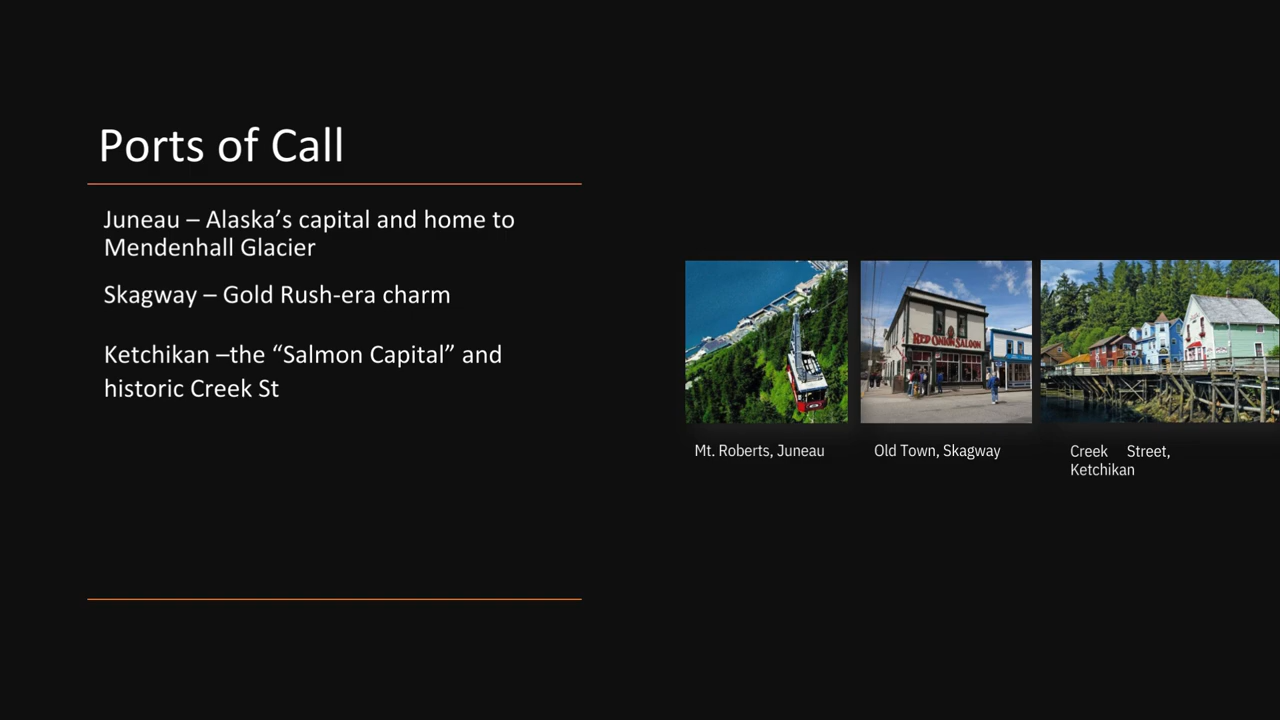 Ports of Call
Juneau – Alaska’s capital and home to
Mendenhall Glacier
Skagway – Gold Rush-era charm
Ketchikan –the “Salmon Capital” and
historic Creek St
RED ONION SALOON
Mt. Roberts, Juneau
Old Town, Skagway
Creek Street,
Ketchikan